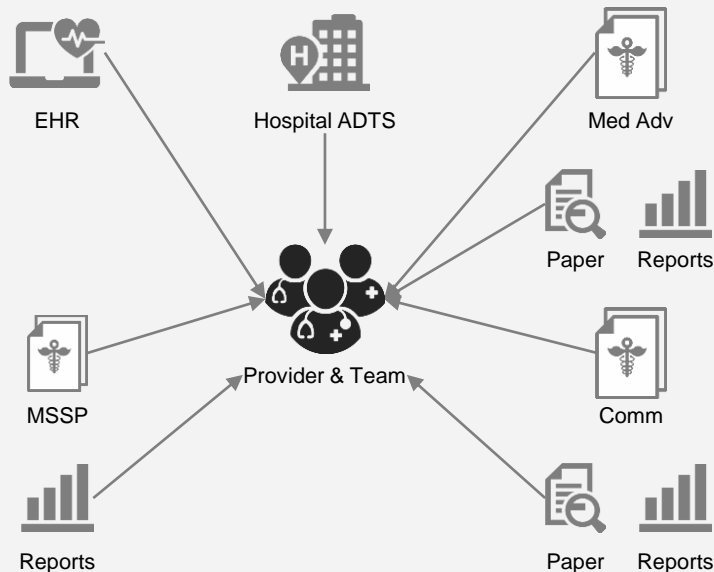 H
EHR
Hospital ADTS
Med Adv
Paper
Reports
Provider & Team
MSSP
Comm
Reports
Paper
Reports